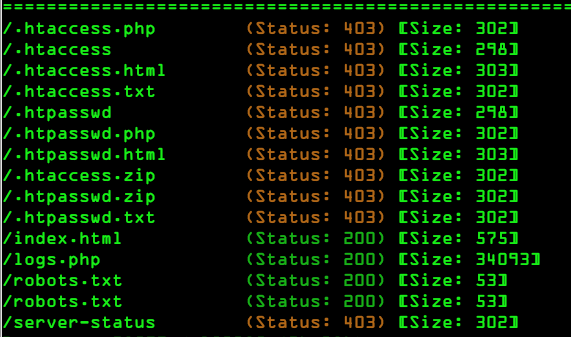 ===============================================================
/.htaccess.php (Status: 403) [Size: 302]
/.htaccess (Status: 403) [Size: 298]
/.htaccess.html (Status: 403) [Size: 303]
/.htaccess.txt (Status: 403) [Size: 302]
/.htpasswd (Status: 403) [Size: 298]
/.htpasswd.php (Status: 403) [Size: 302]
/.htpasswd.html (Status: 403) [Size: 303]
/.htaccess.zip (Status: 403) [Size: 302]
/.htpasswd.zip (Status: 403) [Size: 302]
/.htpasswd.txt (Status: 403) [Size: 302]
/index.html (Status: 200) [Size: 575]
/logs.php (Status: 200) [Size: 34093]
/robots.txt (Status: 200) [Size: 53]
/robots.txt (Status: 200) [Size: 53]
/server-status (Status: 403) [Size: 302]